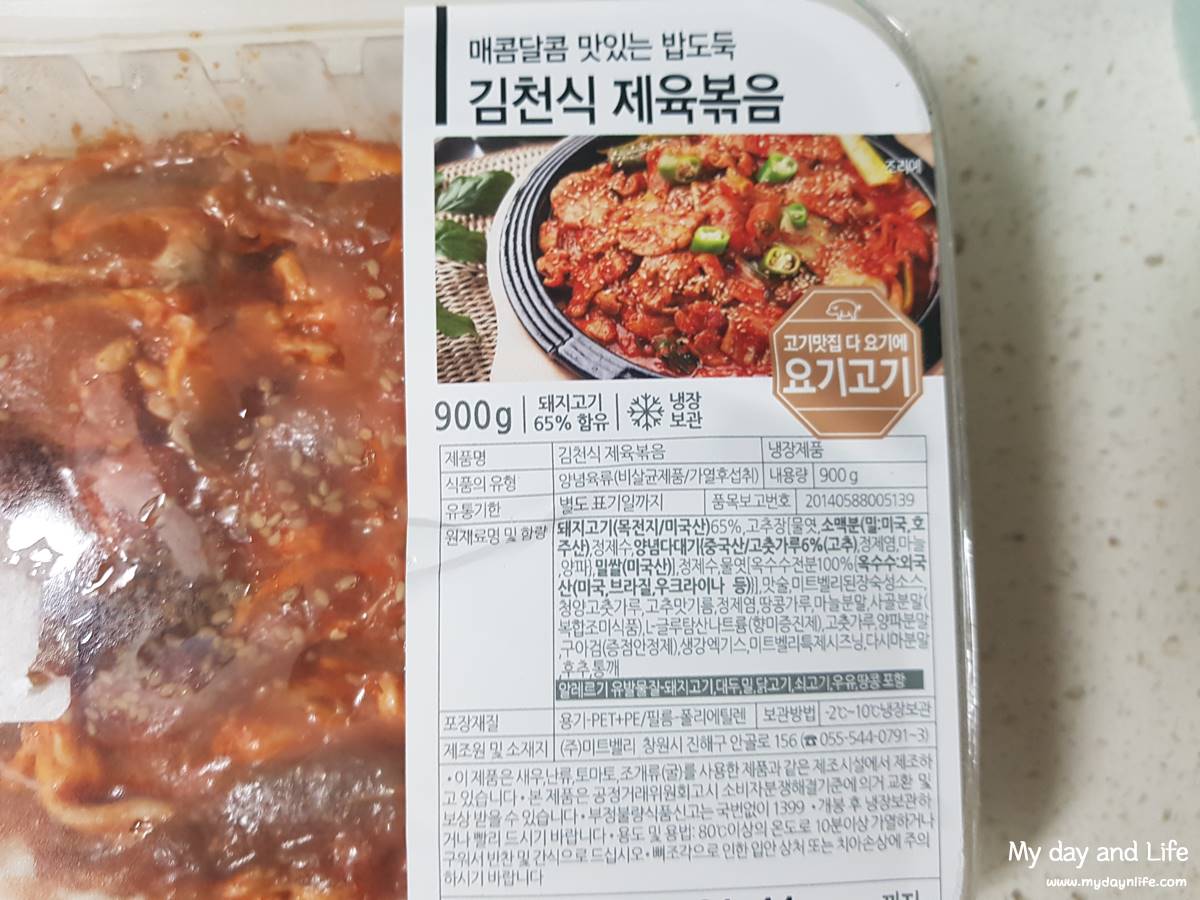 매콤달콤 맛있는 밥도둑
김천식 제육볶음
조리예
고기맛집 다 요기에
요기고기
900g 돼지고기 65% 함유 냉장 보관
제품명 김천식 제육볶음 냉장제품
식품의 유형 양념육류(비살균제품/가열후섭취) 내용량 900 g
유통기한 별도 표기일까지 품목보고번호 20140588005139
원재료명 및 함량 돼지고기(목전지/미국산)65%,고추장[물엿,소맥분(밀:미국,호
주산),정제수,양념다대기(중국산/고춧가루6%(고추),정제염,마늘
,양파),밀쌀(미국산)],정제수,물엿[옥수수전분100%(옥수수:외국
산(미국,브라질,우크라이나 등))],맛술,미트벨리된장숙성소스,
청양고춧가루, 고추맛기름,정제염,땅콩가루,마늘분말,사골분말(
복합조미식품),L-글루탐산나트륨(향미증진제),고춧가루,양파분말
,구아검(증점안정제),생강엑기스,미트벨리특제시즈닝,다시마분말
후추,통깨
알레르기 유발물질-돼지고기,대두,밀,닭고기,쇠고기,우유,땅콩 포함
포장재질 용기-PET+PE/필름-폴리에틸렌 보관방법 -2℃~10℃냉장보관
제조원 및 소재지 (주)미트벨리 창원시 진해구 안골로 156 (☎055-544-0791~3)
• 이 제품은 새우,난류,토마토,조개류(굴)를 사용한 제품과 같은 제조시설에서 제조하
고 있습니다 • 본 제품은 공정거래위원회고시 소비자분쟁해결기준에 의거 교환 및
보상 받을 수 있습니다 • 부정불량식품신고는 국번없이 1399 • 개봉 후 냉장보관하
거나 빨리 드시기 바랍니다 • 용도 및 용법: 80℃이상의 온도로 10분이상 가열하거나
구워서 반찬 및 간식으로 드십시오 • 뼈조각으로 인한 입안 상처 또는 치아손상에 주의
하시기 바랍니다
까지
My day and Life
www.mydaynlife.com